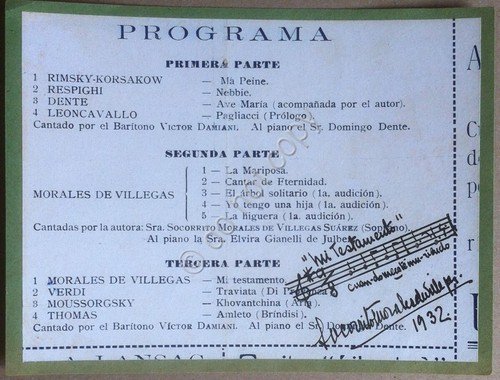 PROGRAMA
PRIMERA PARTE
1 RIMSKY-KORSAKOW — Ma Peine.
2 RESPIGHI — Nebbie.
3 DENTE — Ave María (acompañada por el autor).
4 LEONCAVALLO — Pagliacci (Prólogo)
Cantado por el Barítono VICTOR DAMIANI. Al piano el Sr. Domingo Dente.
SEGUNDA PARTE
MORALES DE VILLEGAS
1 — La Mariposa.
2 — Cantar de Eternidad.
3 — El árbol solitario (1a. audición).
4 — Yo tengo una hija (1a. audición).
5 — La higuera (1a. audición).
Cantadas por la autora: Sra. SOCORRITO MORALES DE VILLEGAS SUÁREZ (Soprano).
Al piano la Sra. Elvira Gianelli de Julber
"Mi Testamento"
TERCERA PARTE
1 MORALES DE VILLEGAS — Mi testamento.
2 VERDI — Traviata (Di
3 MOUSSORGSKY — Khovantchina (Aria)
4 THOMAS — Amleto (Brindisi)
Cantado por el Barítono VICTOR DAMIANI. Al piano el Sr. Domingo Dente.
1932.